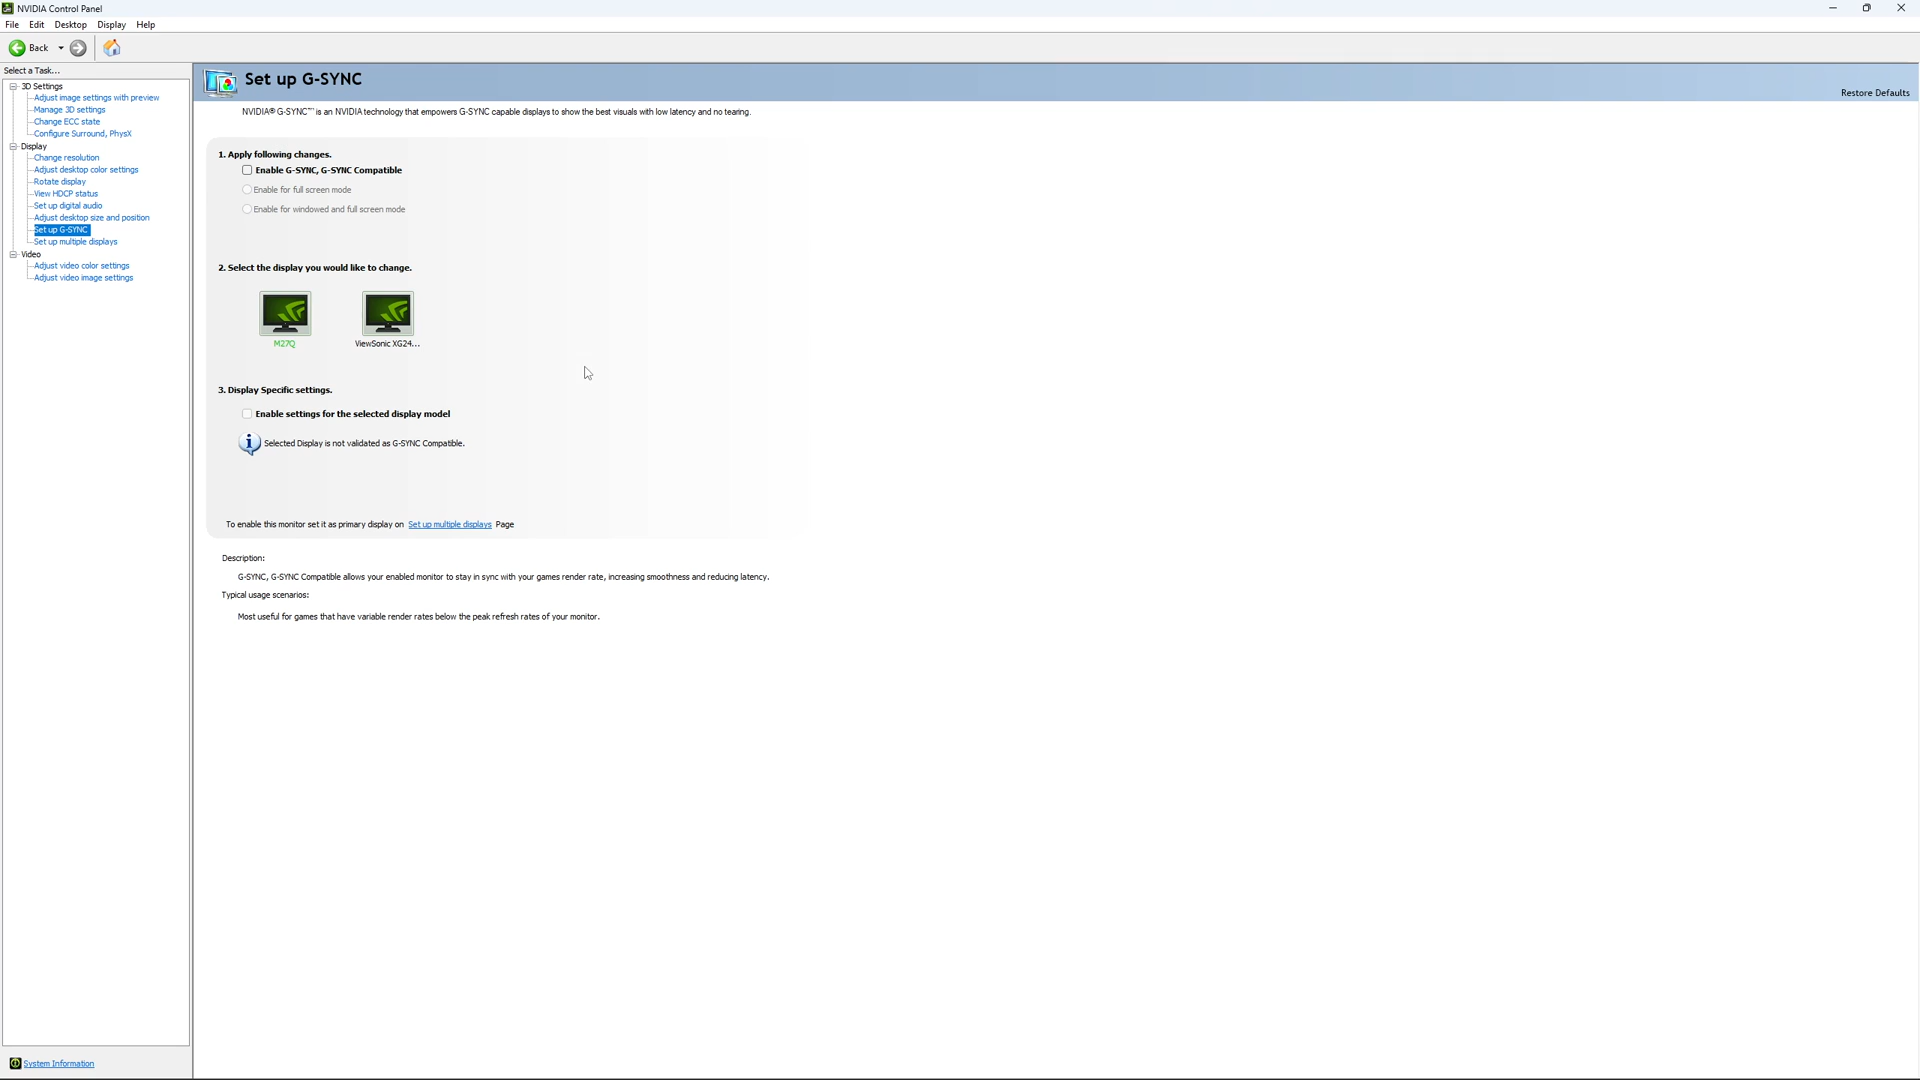 NVIDIA Control Panel
File Edit Desktop Display Help
Back
Select a Task...
3D Settings
Adjust image settings with preview
Manage 3D settings
Change ECC state
Configure Surround, PhysX
Display
Change resolution
Adjust desktop color settings
Rotate display
View HDCP status
Set up digital audio
Adjust desktop size and position
Set up G-SYNC
Set up multiple displays
Video
Adjust video color settings
Adjust video image settings
System Information
Set up G-SYNC
Restore Defaults
NVIDIA® G-SYNC™ is an NVIDIA technology that empowers G-SYNC capable displays to show the best visuals with low latency and no tearing.
1. Apply following changes.
Enable G-SYNC, G-SYNC Compatible
Enable for full screen mode
Enable for windowed and full screen mode
2. Select the display you would like to change.
M27Q ViewSonic XG24...
3. Display Specific settings.
Enable settings for the selected display model
Selected Display is not validated as G-SYNC Compatible.
To enable this monitor set it as primary display on Set up multiple displays Page
Description:
G-SYNC, G-SYNC Compatible allows your enabled monitor to stay in sync with your games render rate, increasing smoothness and reducing latency.
Typical usage scenarios:
Most useful for games that have variable render rates below the peak refresh rates of your monitor.